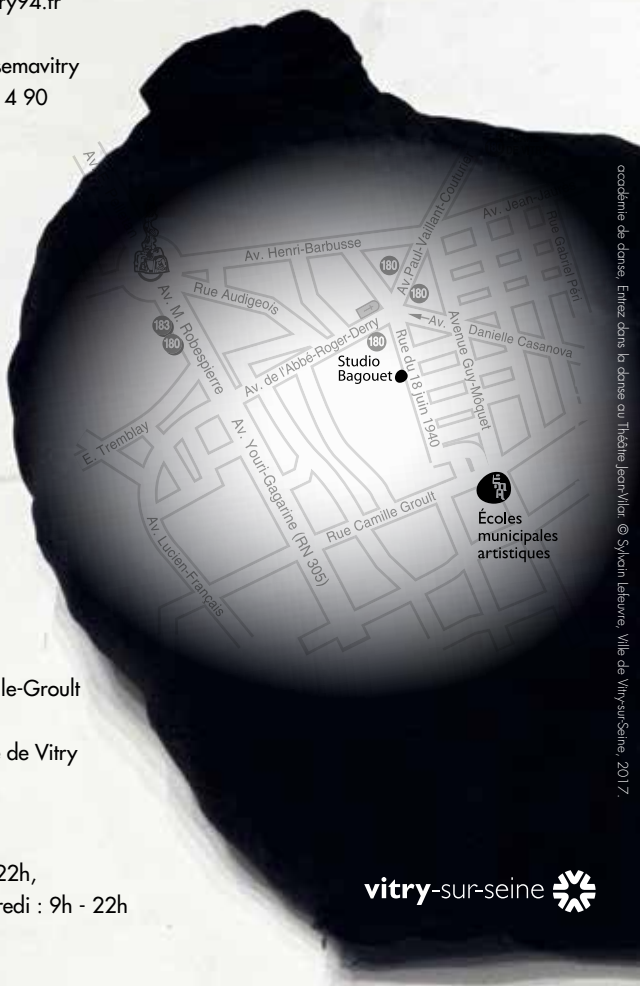 ry94.fr
semavitry
4 90
Av
Av. Henri-Barbusse
Av. Paul-Vaillant-Coutur
Av. Jean-J
Rue Gabriel Péri
180
180
Rue Audigeois
Av. M. Robespierre
183
180
180
Av. Danielle Casanova
Av. de l'Abbé-Roger-Derry
Studio
Bagouet
Rue du 18 juin 1940
Avenue Guy-Môquet
E. Tremblay
Av. Youri-Gagarine (RN 305)
Rue Camille Groult
Av. Lucien-Français
Écoles
municipales
artistiques
le-Groult
de Vitry
22h,
redi : 9h - 22h
vitry-sur-seine
académie de danse, Entrez dans la danse au Théâtre Jean-Vilar. © Sylvain Lefeuvre, Ville de Vitry-sur-Seine, 2017.